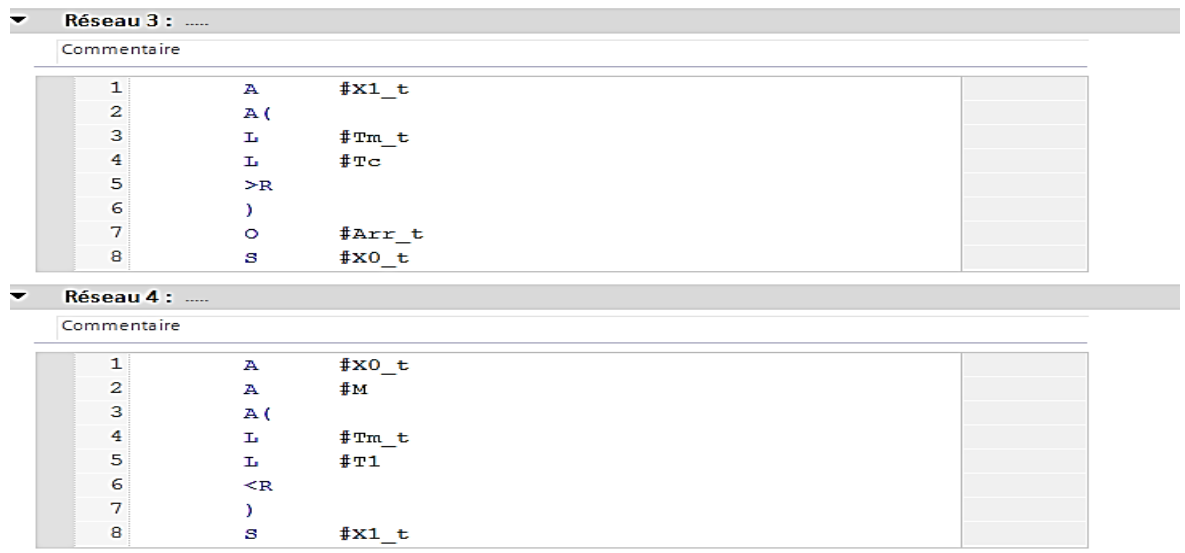 Réseau 3 : .....
Commentaire
1 A #X1_t
2 A(
3 L #Tm_t
4 L #Tc
5 >R
6 )
7 O #Arr_t
8 S #X0_t
Réseau 4 : .....
Commentaire
1 A #X0_t
2 A #M
3 A(
4 L #Tm_t
5 L #T1
6 <R
7 )
8 S #X1_t